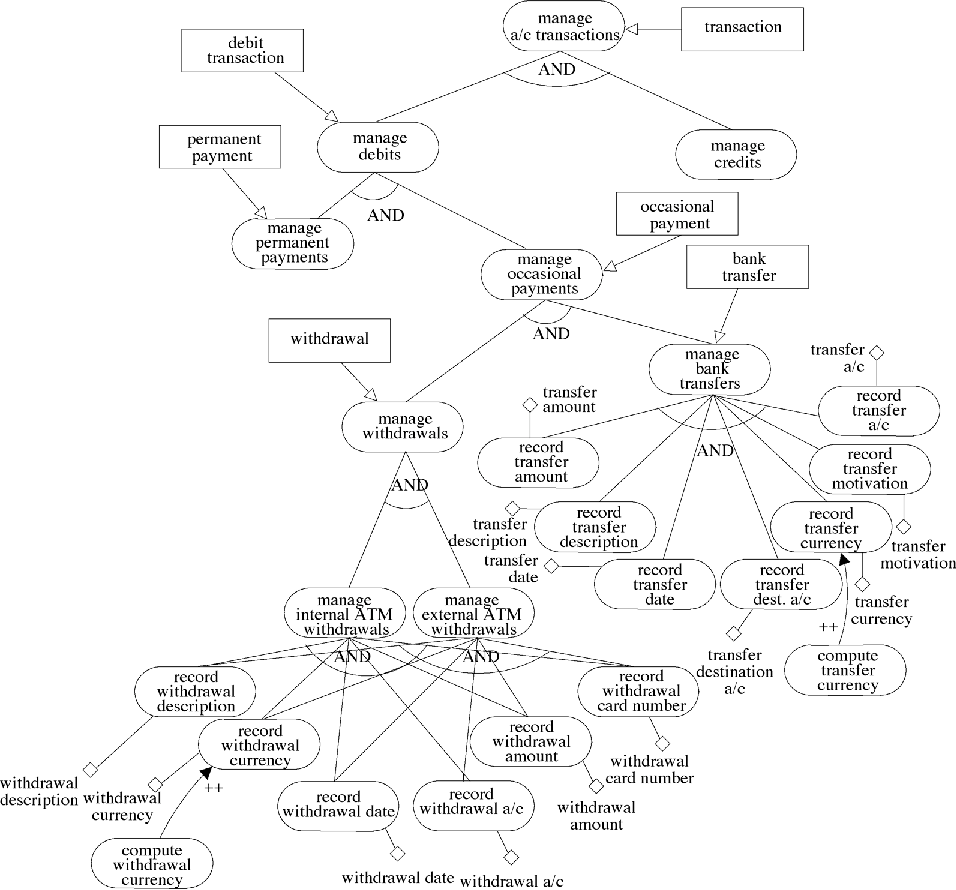 manage
a/c transactions
transaction
debit
transaction
AND
permanent
payment
manage
debits
manage
credits
AND
occasional
payment
manage
permanent
payments
manage
occasional
payments
bank
transfer
withdrawal
AND
manage
bank
transfers
transfer
a/c
transfer
amount
record
transfer
a/c
manage
withdrawals
record
transfer
amount
AND
record
transfer
motivation
AND
transfer
description
record
transfer
description
record
transfer
currency
transfer
motivation
transfer
date
record
transfer
date
record
transfer
dest. a/c
transfer
currency
manage
internal ATM
withdrawals
manage
external ATM
withdrawals
++
AND
AND
transfer
destination
a/c
compute
transfer
currency
record
withdrawal
description
record
withdrawal
card number
record
withdrawal
currency
record
withdrawal
amount
withdrawal
card number
withdrawal
description
withdrawal
currency
++
record
withdrawal date
record
withdrawal a/c
withdrawal
amount
compute
withdrawal
currency
withdrawal date
withdrawal a/c